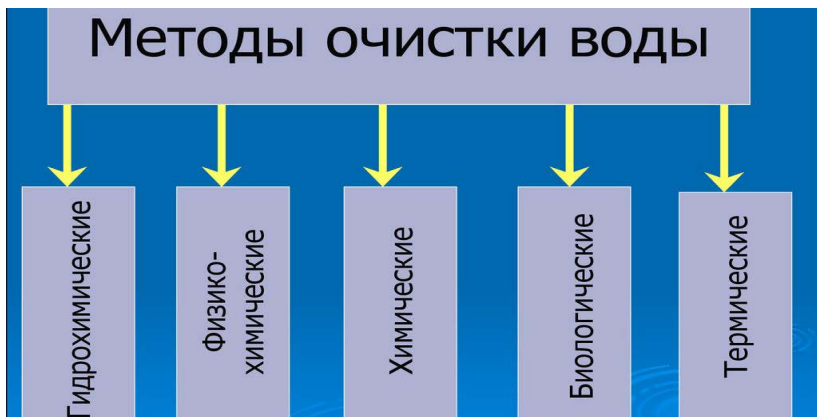 Методы очистки воды
Гидрохимические
Физико-
химические
Химические
Биологические
Термические